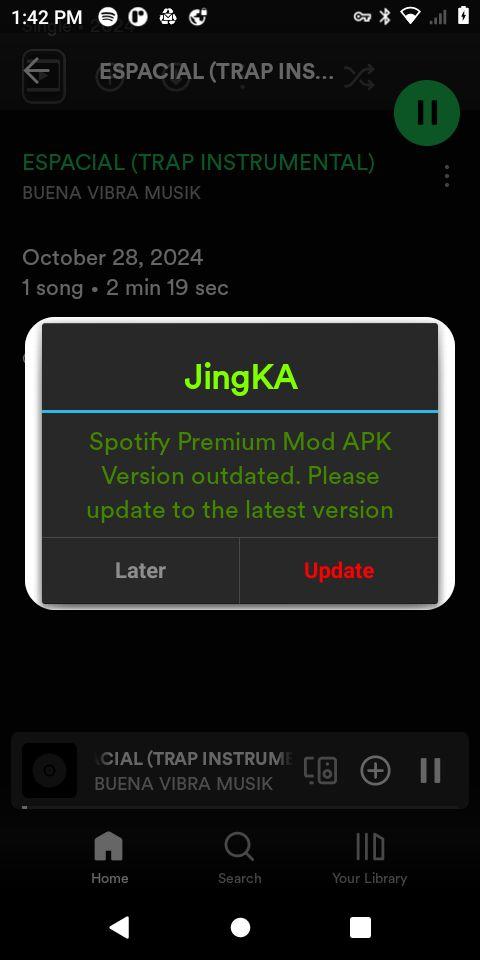 1:42 PM
Single • 2024
ESPACIAL (TRAP INS...
ESPACIAL (TRAP INSTRUMENTAL)
BUENA VIBRA MUSIK
October 28, 2024
1 song • 2 min 19 sec
JingKA
Spotify Premium Mod APK
Version outdated. Please
update to the latest version
Later
Update
CIAL (TRAP INSTRUME
BUENA VIBRA MUSIK
Home
Search
Your Library